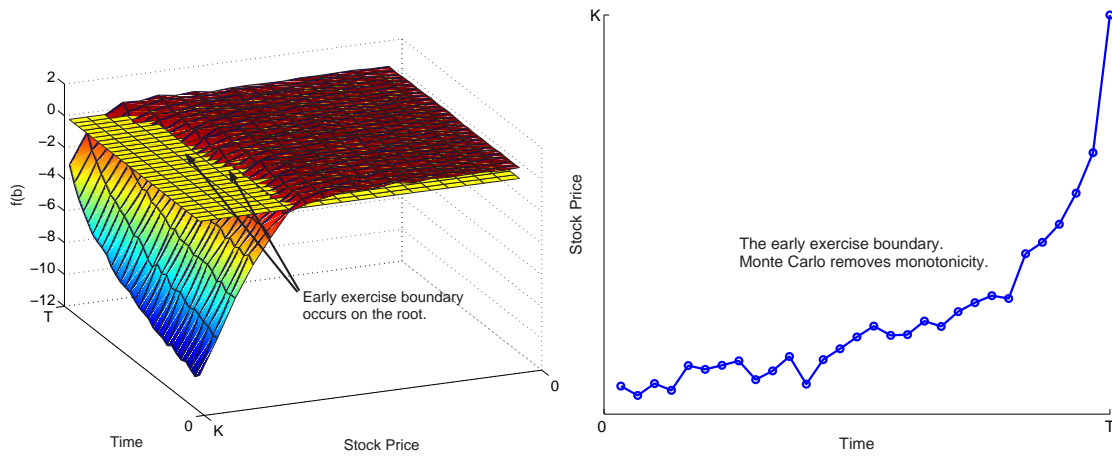 2
0
−2
−4
−6
−8
−10
−12
f(b)
T
Time
0
K
Stock Price
0
Early exercise boundary
occurs on the root.
K
Stock Price
The early exercise boundary.
Monte Carlo removes monotonicity.
0
Time
T